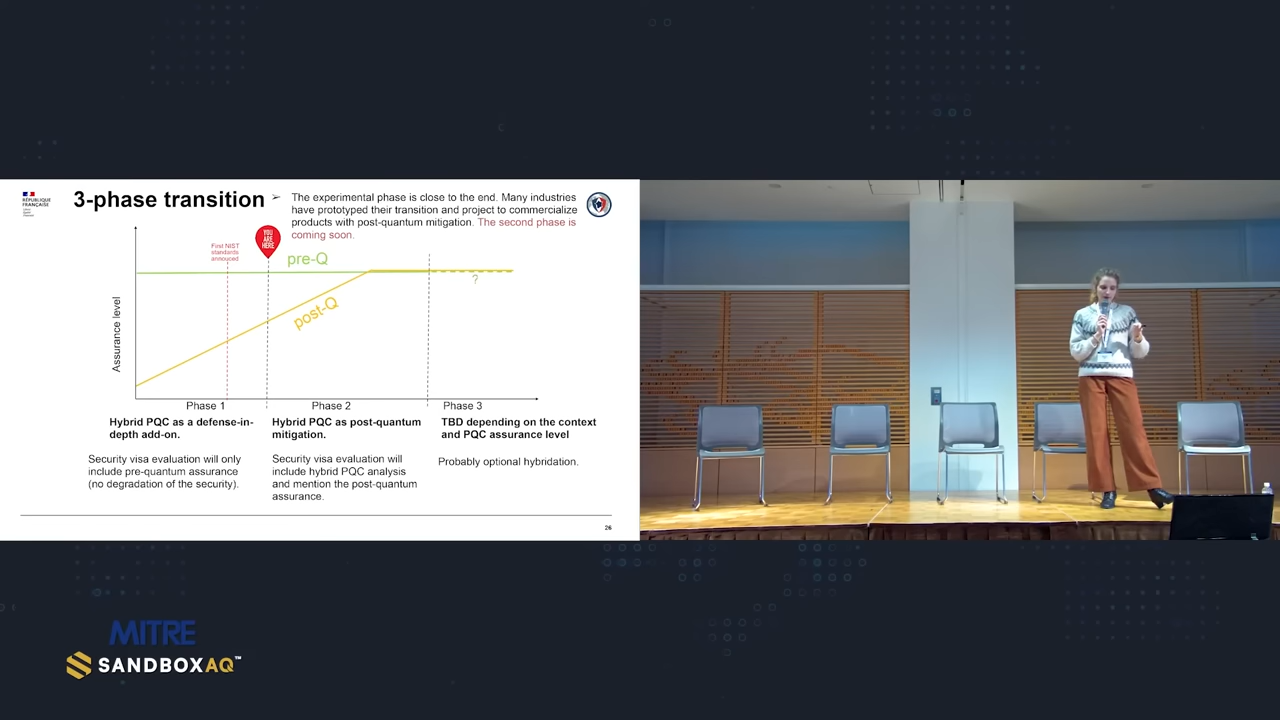 RÉPUBLIQUE
FRANÇAISE
3-phase transition
➢ The experimental phase is close to the end. Many industries
have prototyped their transition and project to commercialize
products with post-quantum mitigation. The second phase is
coming soon.
First NIST
standards
annouced
YOU
ARE
HERE
pre-Q
post-Q
?
Assurance level
Phase 1
Phase 2
Phase 3
Hybrid PQC as a defense-in-
depth add-on.
Security visa evaluation will only
include pre-quantum assurance
(no degradation of the security).
Hybrid PQC as post-quantum
mitigation.
Security visa evaluation will
include hybrid PQC analysis
and mention the post-quantum
assurance.
TBD depending on the context
and PQC assurance level
Probably optional hybridation.
26
MITRE
SANDBOXAQ™